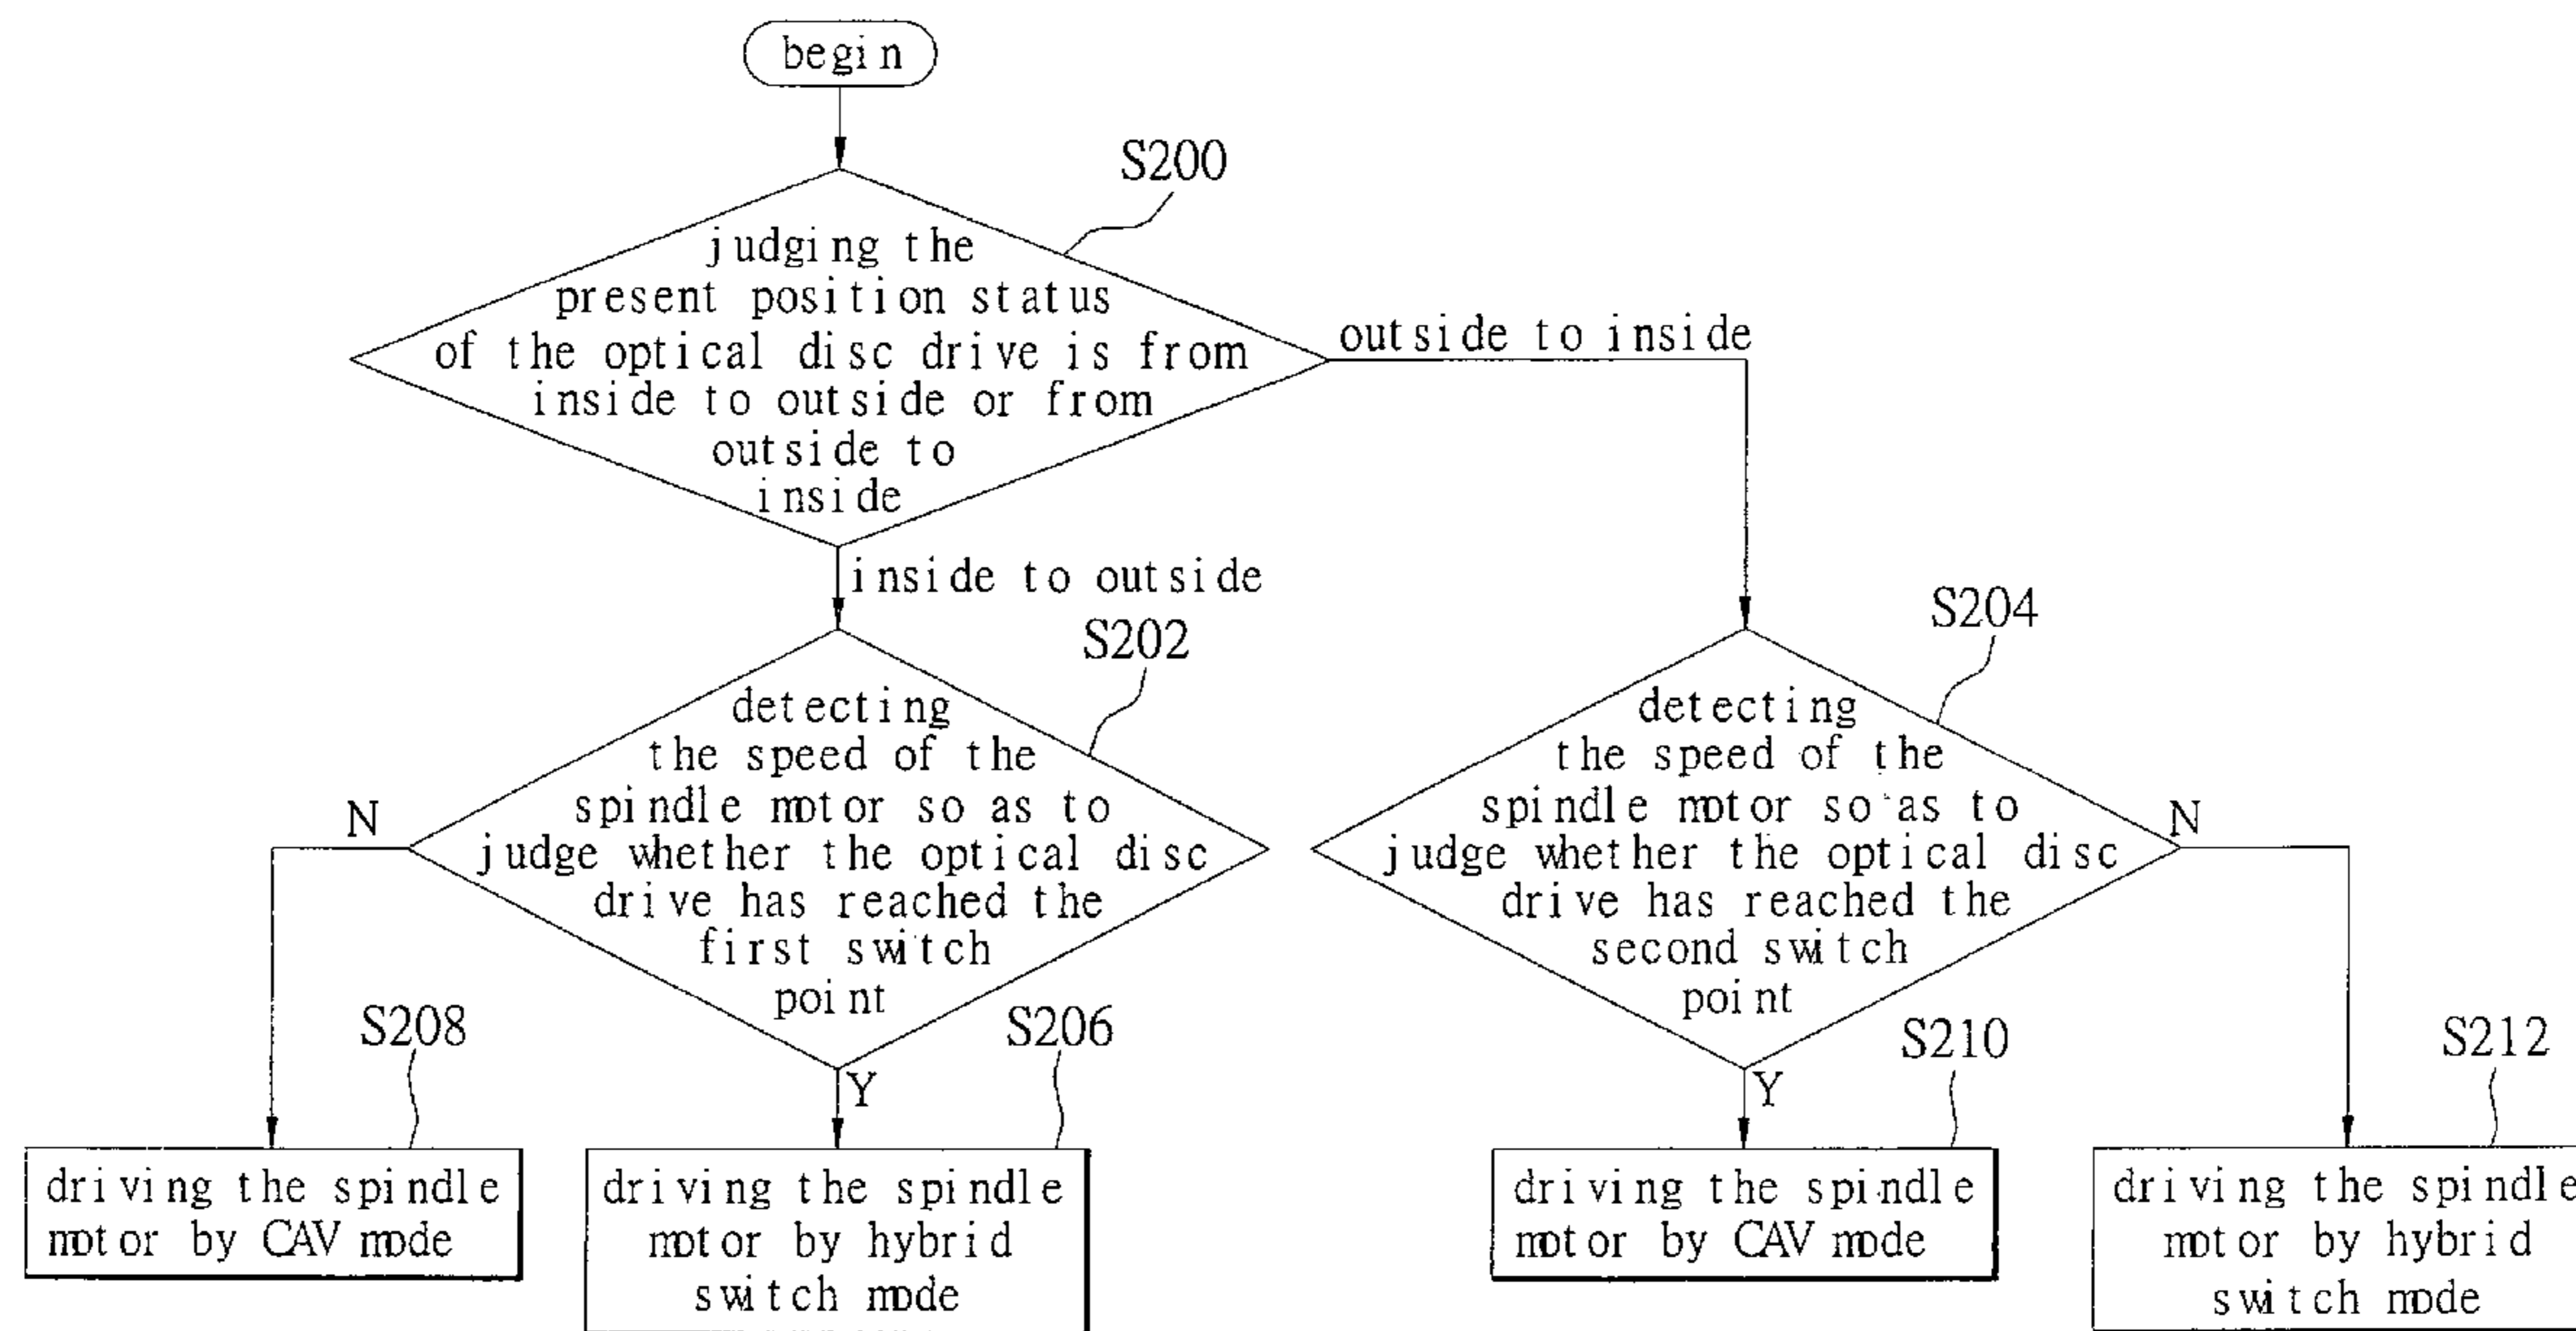 begin
S200
judging the
present position status
of the optical disc drive is from
inside to outside or from
outside to
inside
outside to inside
inside to outside
S202
detecting
the speed of the
spindle motor so as to
judge whether the optical disc
drive has reached the
first switch
point
N
Y
S204
detecting
the speed of the
spindle motor so as to
judge whether the optical disc
drive has reached the
second switch
point
N
Y
S208
driving the spindle
motor by CAV mode
S206
driving the spindle
motor by hybrid
switch mode
S210
driving the spindle
motor by CAV mode
S212
driving the spindle
motor by hybrid
switch mode